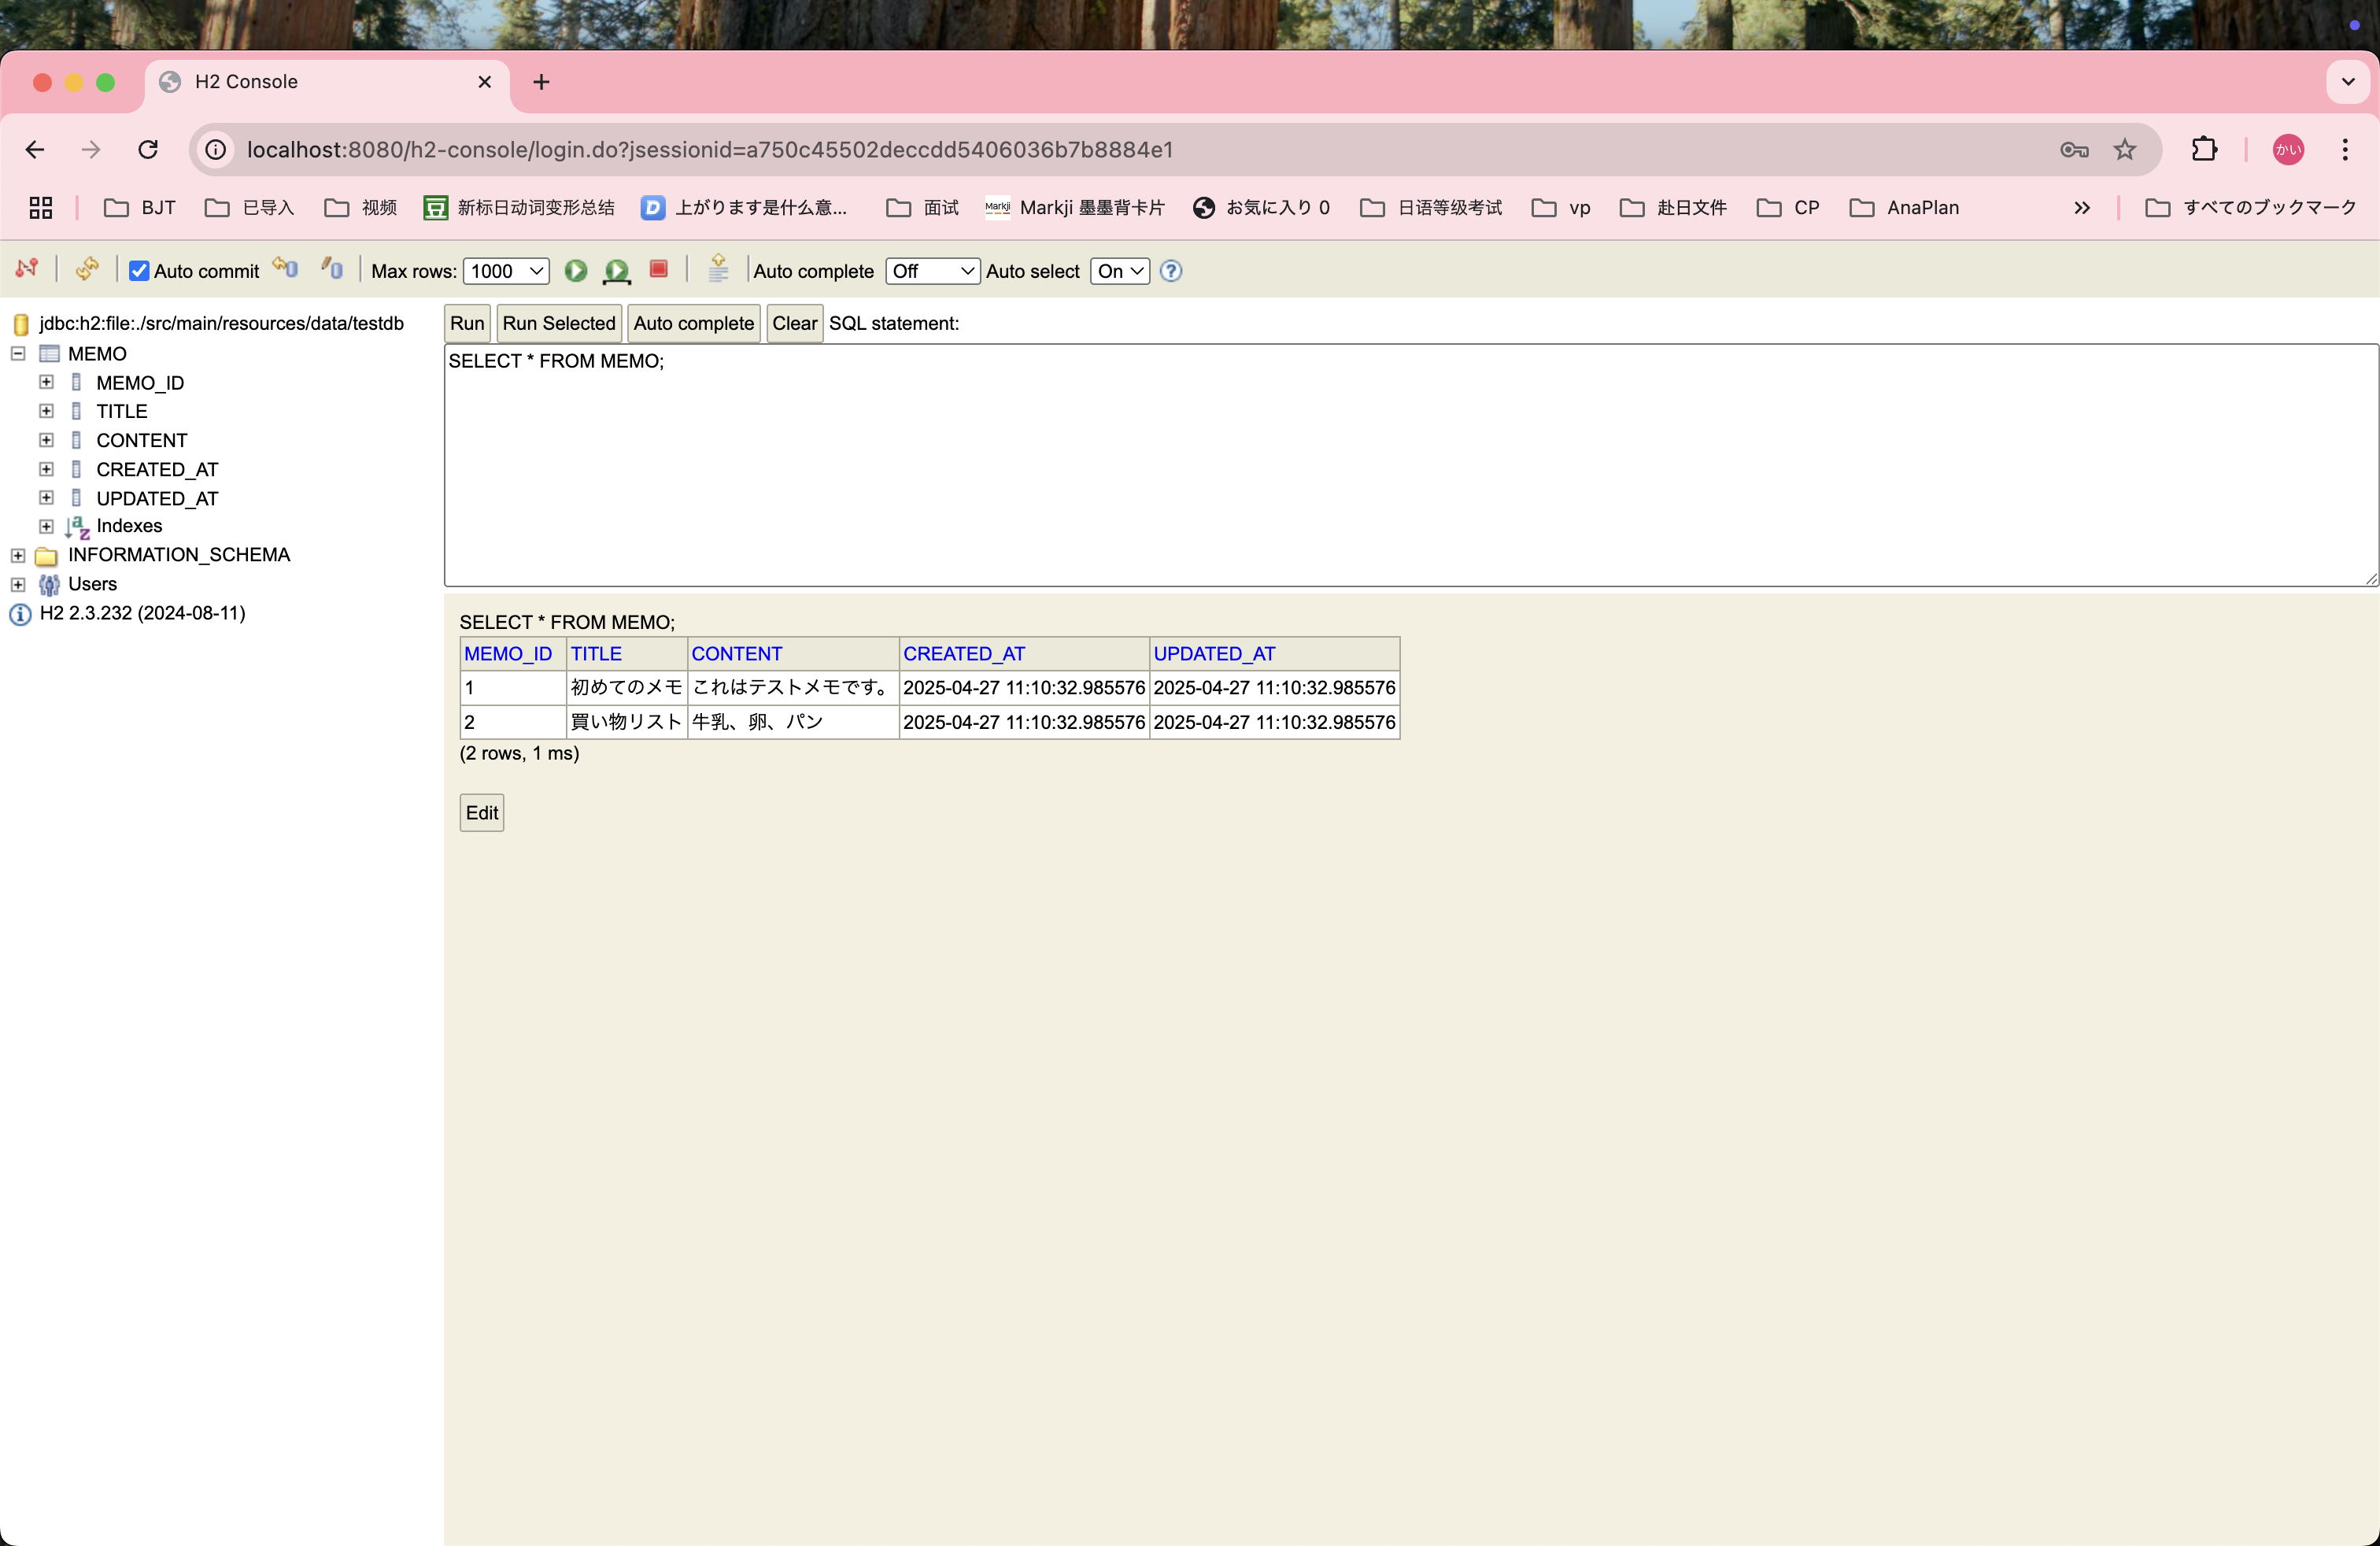 H2 Console
localhost:8080/h2-console/login.do?jsessionid=a750c45502deccdd5406036b7b8884e1
かい
BJT 已导入 视频 豆 新标日动词变形总结 D 上がります是什么意... 面试 Markji Markji 墨墨背卡片 お気に入り 0 日语等级考试 vp 赴日文件 CP AnaPlan すべてのブックマーク
Auto commit Max rows: 1000 Auto complete Off Auto select On
jdbc:h2:file:./src/main/resources/data/testdb
MEMO
MEMO_ID
TITLE
CONTENT
CREATED_AT
UPDATED_AT
Indexes
INFORMATION_SCHEMA
Users
H2 2.3.232 (2024-08-11)
Run Run Selected Auto complete Clear SQL statement:
SELECT * FROM MEMO;
SELECT * FROM MEMO;
MEMO_ID TITLE CONTENT CREATED_AT UPDATED_AT
1 初めてのメモ これはテストメモです。 2025-04-27 11:10:32.985576 2025-04-27 11:10:32.985576
2 買い物リスト 牛乳、卵、パン 2025-04-27 11:10:32.985576 2025-04-27 11:10:32.985576
(2 rows, 1 ms)
Edit